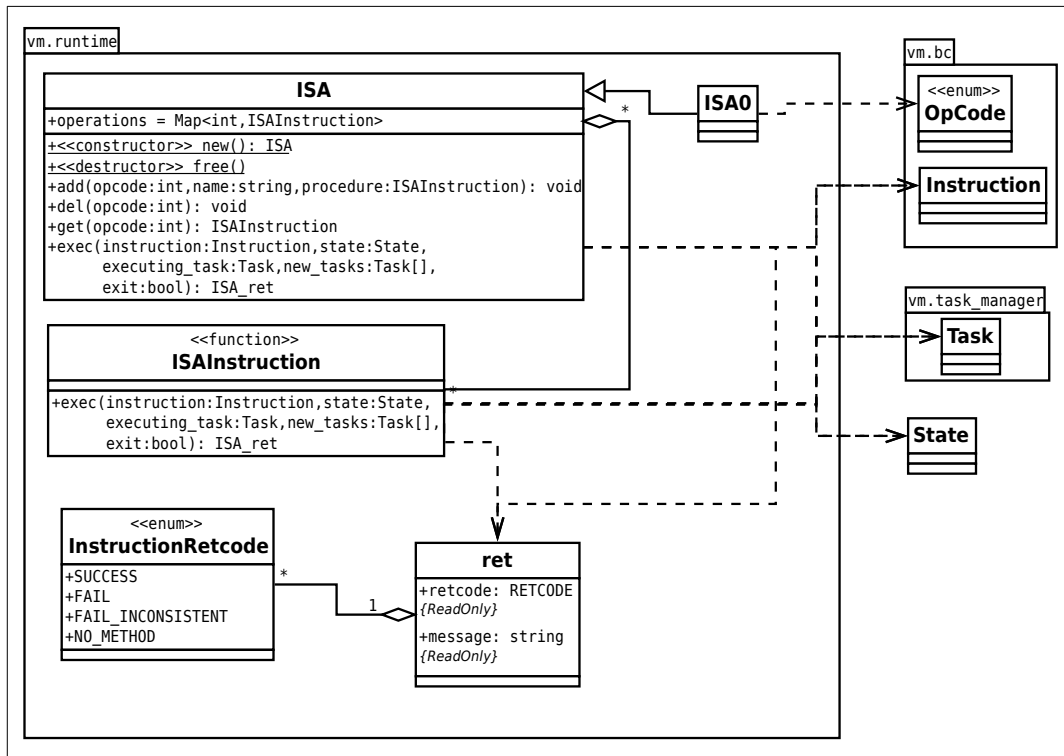 vm.runtime
ISA
+operations = Map<int,ISAInstruction>
+<<constructor>> new(): ISA
+<<destructor>> free()
+add(opcode:int,name:string,procedure:ISAInstruction): void
+del(opcode:int): void
+get(opcode:int): ISAInstruction
+exec(instruction:Instruction,state:State,
executing_task:Task,new_tasks:Task[],
exit:bool): ISA_ret
*
ISA0
<<function>>
ISAInstruction
*
+exec(instruction:Instruction,state:State,
executing_task:Task,new_tasks:Task[],
exit:bool): ISA_ret
<<enum>>
InstructionRetcode
+SUCCESS
+FAIL
+FAIL_INCONSISTENT
+NO_METHOD
*
1
ret
+retcode: RETCODE
{ReadOnly}
+message: string
{ReadOnly}
vm.bc
<<enum>>
OpCode
Instruction
vm.task_manager
Task
State